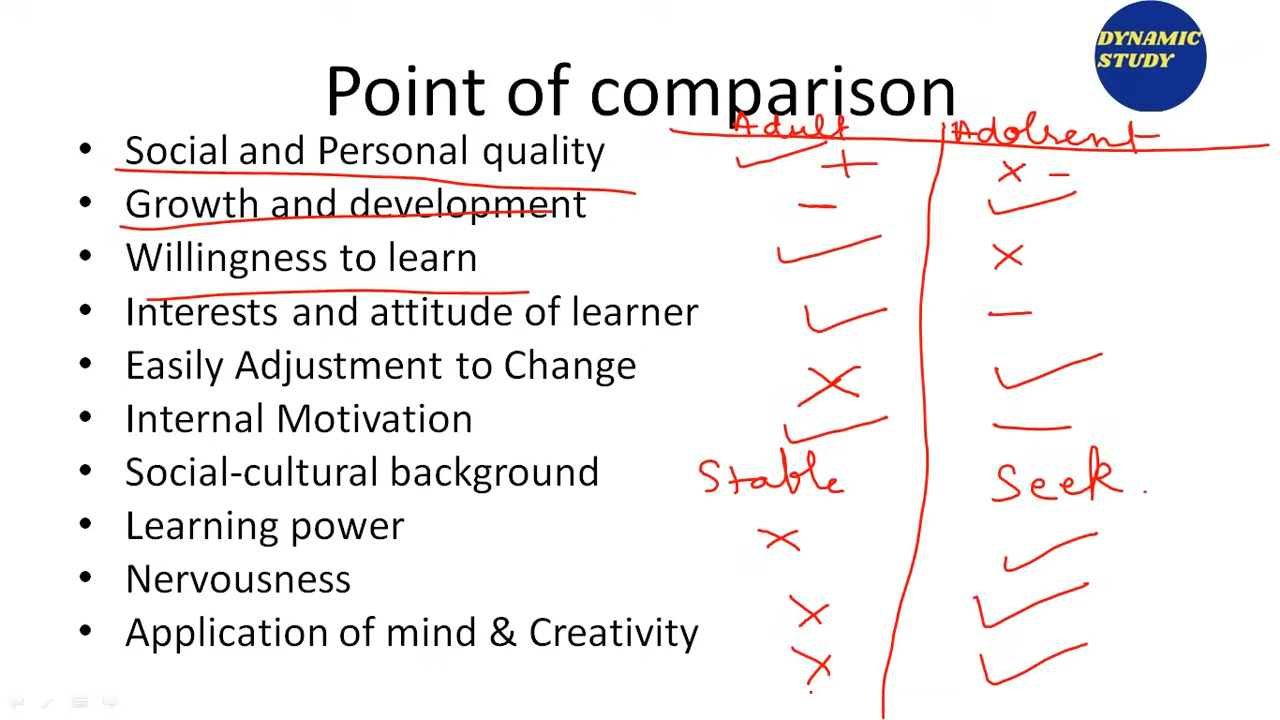 DYNAMIC
STUDY
Point of comparison
Adult Adolsent
• Social and Personal quality ✓ + × -
• Growth and development - ✓
• Willingness to learn ✓ ×
• Interests and attitude of learner ✓ -
• Easily Adjustment to Change × ✓
• Internal Motivation ✓ -
• Social-cultural background Stable Seek.
• Learning power × ✓
• Nervousness × ✓
• Application of mind & Creativity × ✓